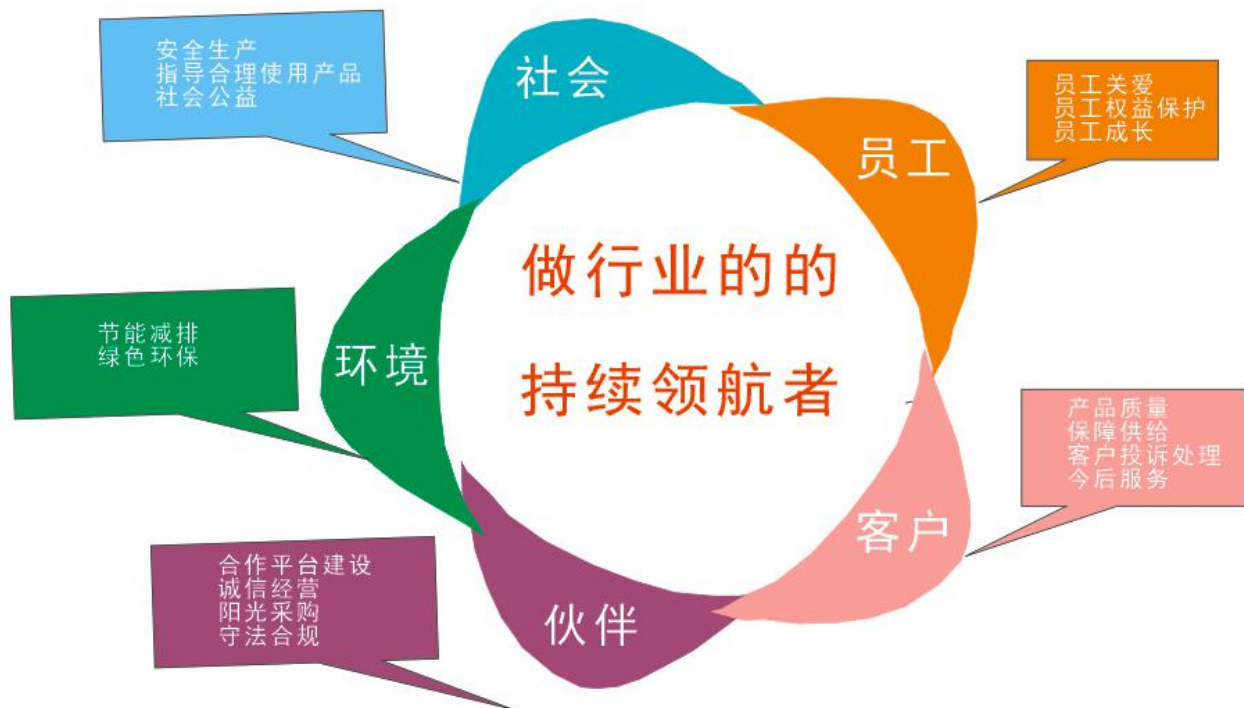 社会
安全生产
指导合理使用产品
社会公益
员工
员工关爱
员工权益保护
员工成长
做行业的的
持续领航者
环境
节能减排
绿色环保
客户
产品质量
保障供给
客户投诉处理
今后服务
伙伴
合作平台建设
诚信经营
阳光采购
守法合规